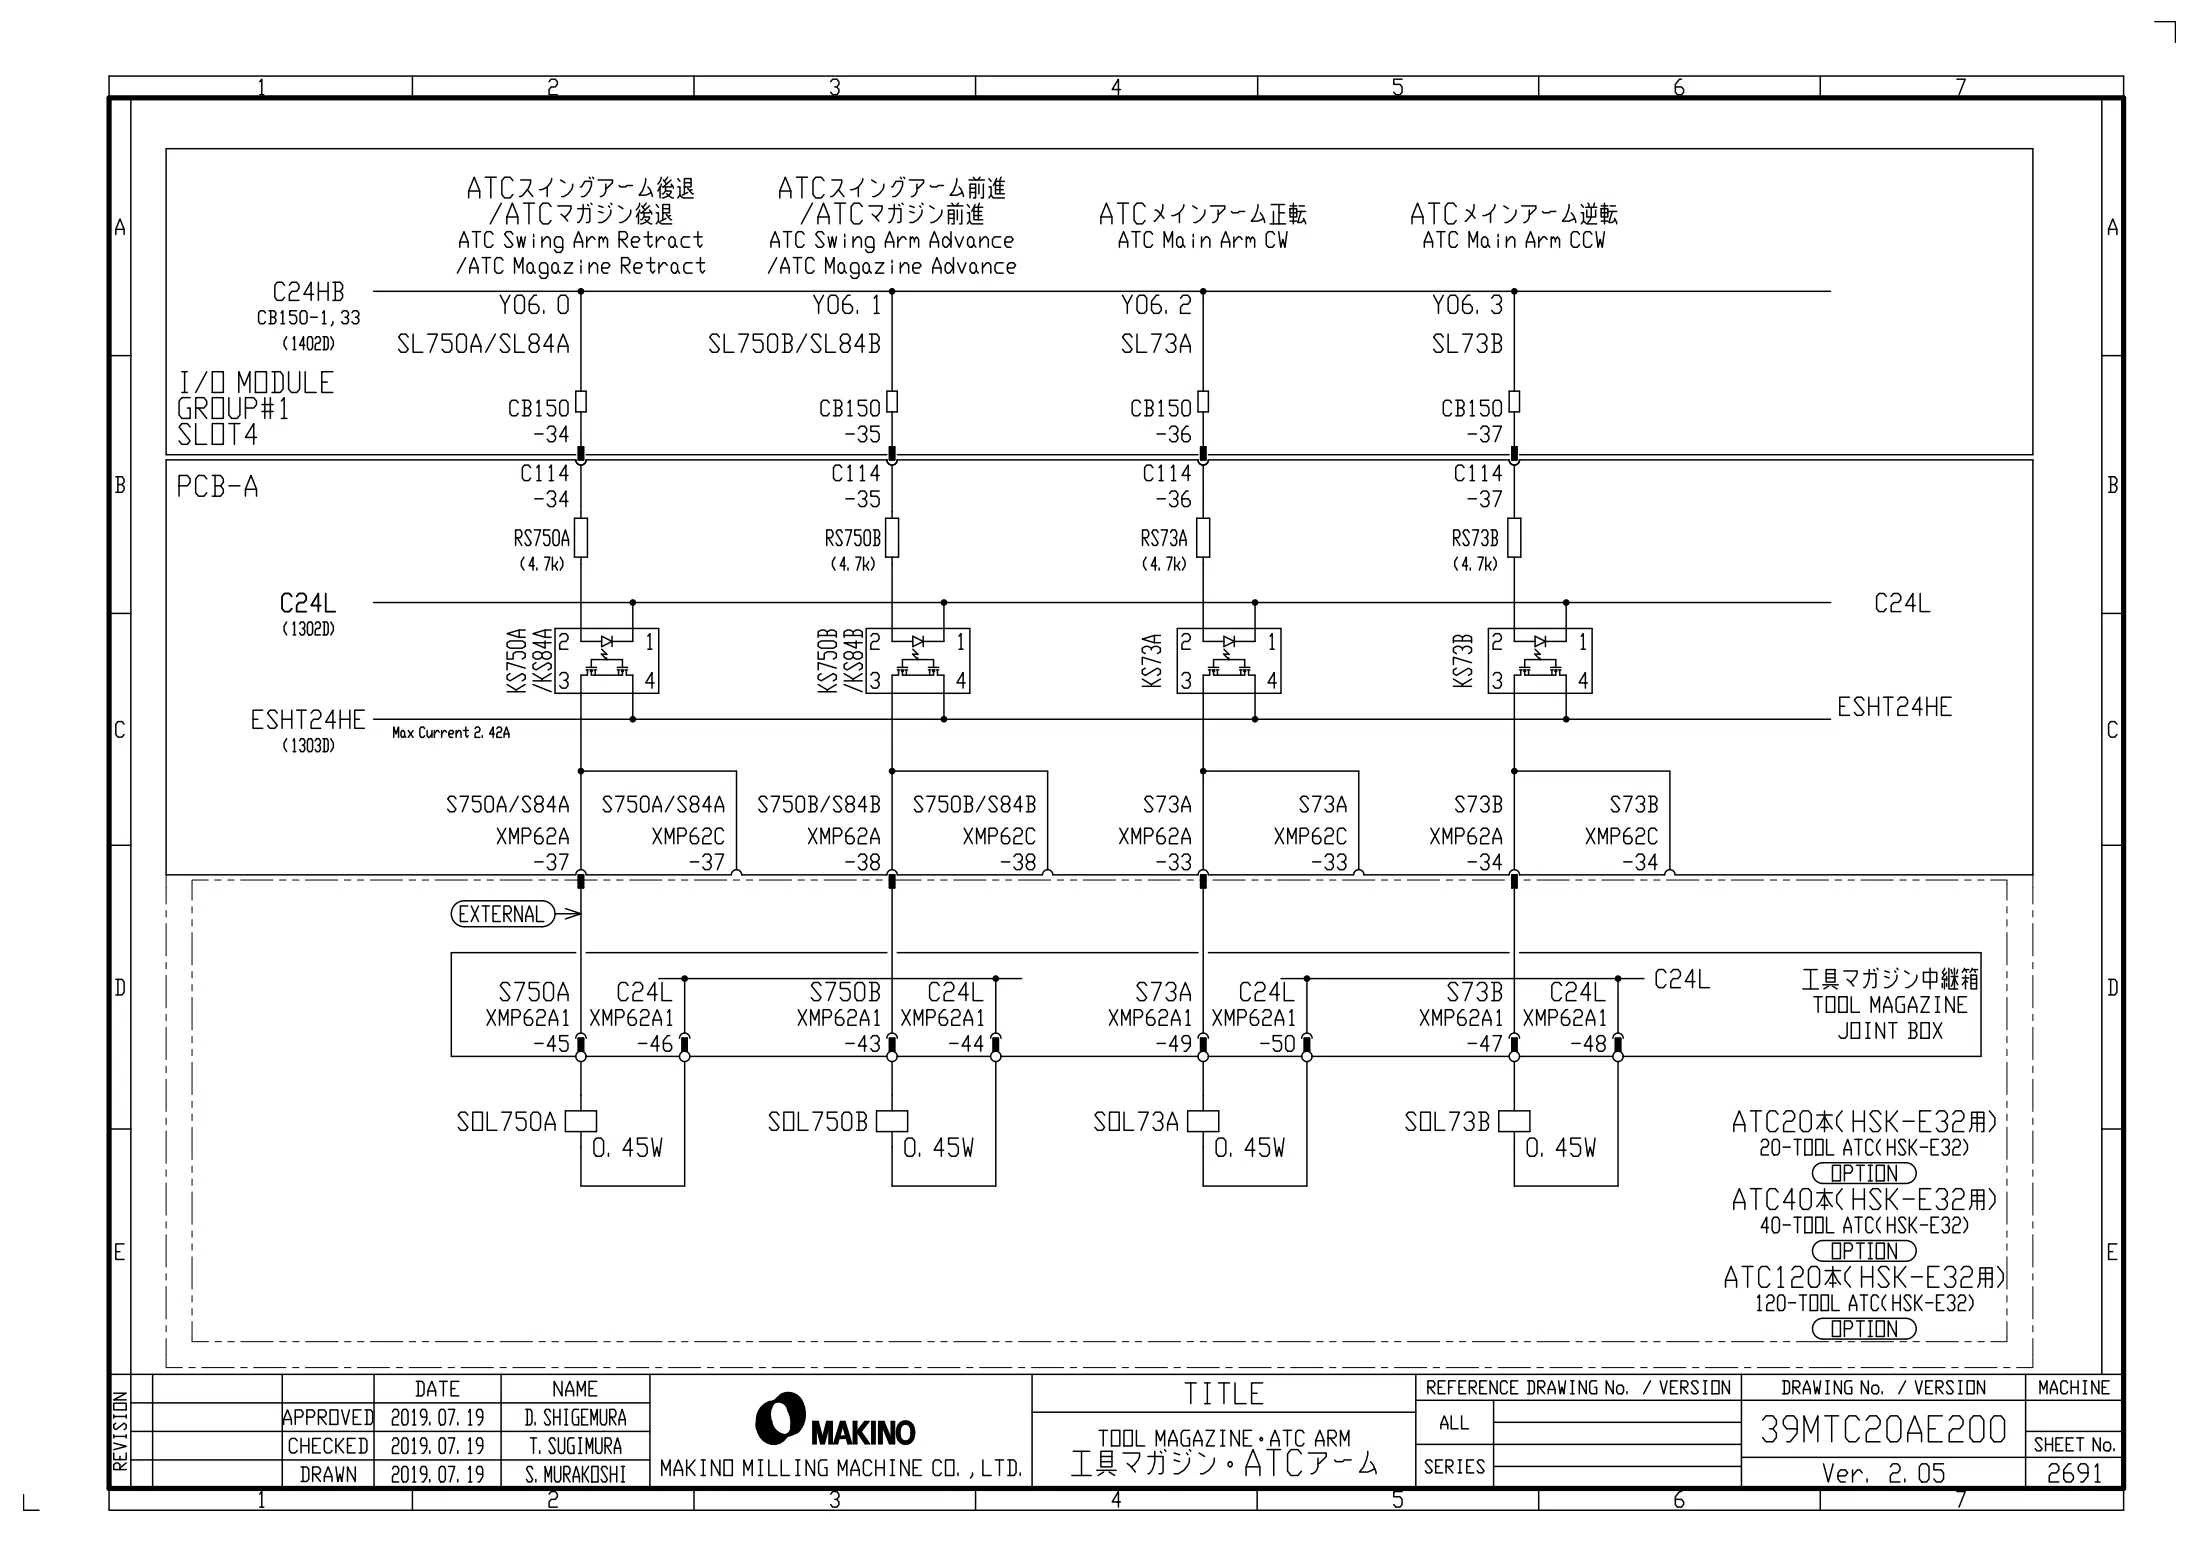 1 2 3 4 5 6 7
A A
B B
C C
D D
E E
ATCスイングアーム後退
/ATCマガジン後退
ATC Swing Arm Retract
/ATC Magazine Retract
ATCスイングアーム前進
/ATCマガジン前進
ATC Swing Arm Advance
/ATC Magazine Advance
ATCメインアーム正転
ATC Main Arm CW
ATCメインアーム逆転
ATC Main Arm CCW
C24HB
CB150-1,33
(1402D)
Y06.0
SL750A/SL84A
Y06.1
SL750B/SL84B
Y06.2
SL73A
Y06.3
SL73B
I/O MODULE
GROUP#1
SLOT4
CB150
-34
CB150
-35
CB150
-36
CB150
-37
PCB-A
C114
-34
C114
-35
C114
-36
C114
-37
RS750A
(4.7k)
RS750B
(4.7k)
RS73A
(4.7k)
RS73B
(4.7k)
C24L
(1302D)
C24L
KS750A
/KS84A
2 1
3 4
KS750B
/KS84B
2 1
3 4
KS73A
2 1
3 4
KS73B
2 1
3 4
ESHT24HE
(1303D)
Max Current 2.42A
ESHT24HE
S750A/S84A
XMP62A
-37
S750A/S84A
XMP62C
-37
S750B/S84B
XMP62A
-38
S750B/S84B
XMP62C
-38
S73A
XMP62A
-33
S73A
XMP62C
-33
S73B
XMP62A
-34
S73B
XMP62C
-34
EXTERNAL
S750A
XMP62A1
-45
C24L
XMP62A1
-46
S750B
XMP62A1
-43
C24L
XMP62A1
-44
S73A
XMP62A1
-49
C24L
XMP62A1
-50
S73B
XMP62A1
-47
C24L
XMP62A1
-48
C24L
工具マガジン中継箱
TOOL MAGAZINE
JOINT BOX
SOL750A
0.45W
SOL750B
0.45W
SOL73A
0.45W
SOL73B
0.45W
ATC20本(HSK-E32用)
20-TOOL ATC(HSK-E32)
OPTION
ATC40本(HSK-E32用)
40-TOOL ATC(HSK-E32)
OPTION
ATC120本(HSK-E32用)
120-TOOL ATC(HSK-E32)
OPTION
REVISION
DATE NAME
APPROVED 2019.07.19 D. SHIGEMURA
CHECKED 2019.07.19 T. SUGIMURA
DRAWN 2019.07.19 S. MURAKOSHI
MAKINO
MAKINO MILLING MACHINE CO.,LTD.
TITLE
TOOL MAGAZINE・ATC ARM
工具マガジン・ATCアーム
REFERENCE DRAWING No. / VERSION
ALL
SERIES
DRAWING No. / VERSION
39MTC20AE200
Ver. 2.05
MACHINE
SHEET No.
2691
1 2 3 4 5 6 7